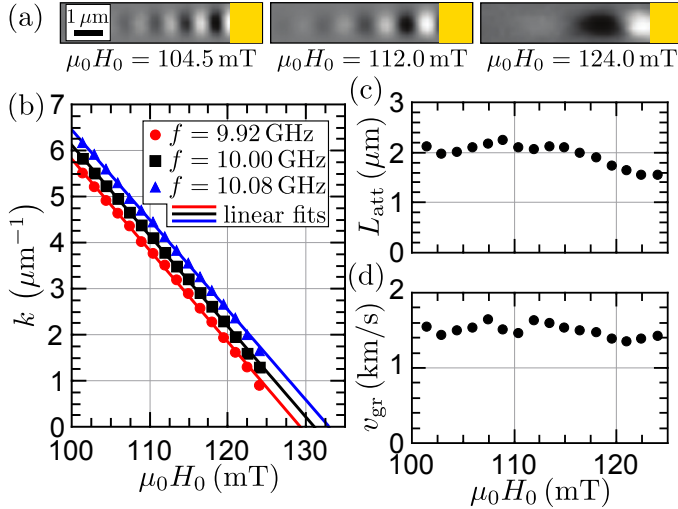 (a)
1 μm
μ₀H₀ = 104.5 mT
μ₀H₀ = 112.0 mT
μ₀H₀ = 124.0 mT
(b)
7
6
5
4
3
2
1
0
k (μm⁻¹)
f = 9.92 GHz
f = 10.00 GHz
f = 10.08 GHz
linear fits
100
110
120
130
μ₀H₀ (mT)
(c)
3
2
1
0
L_att (μm)
(d)
2
1
0
v_gr (km/s)
100
110
120
μ₀H₀ (mT)